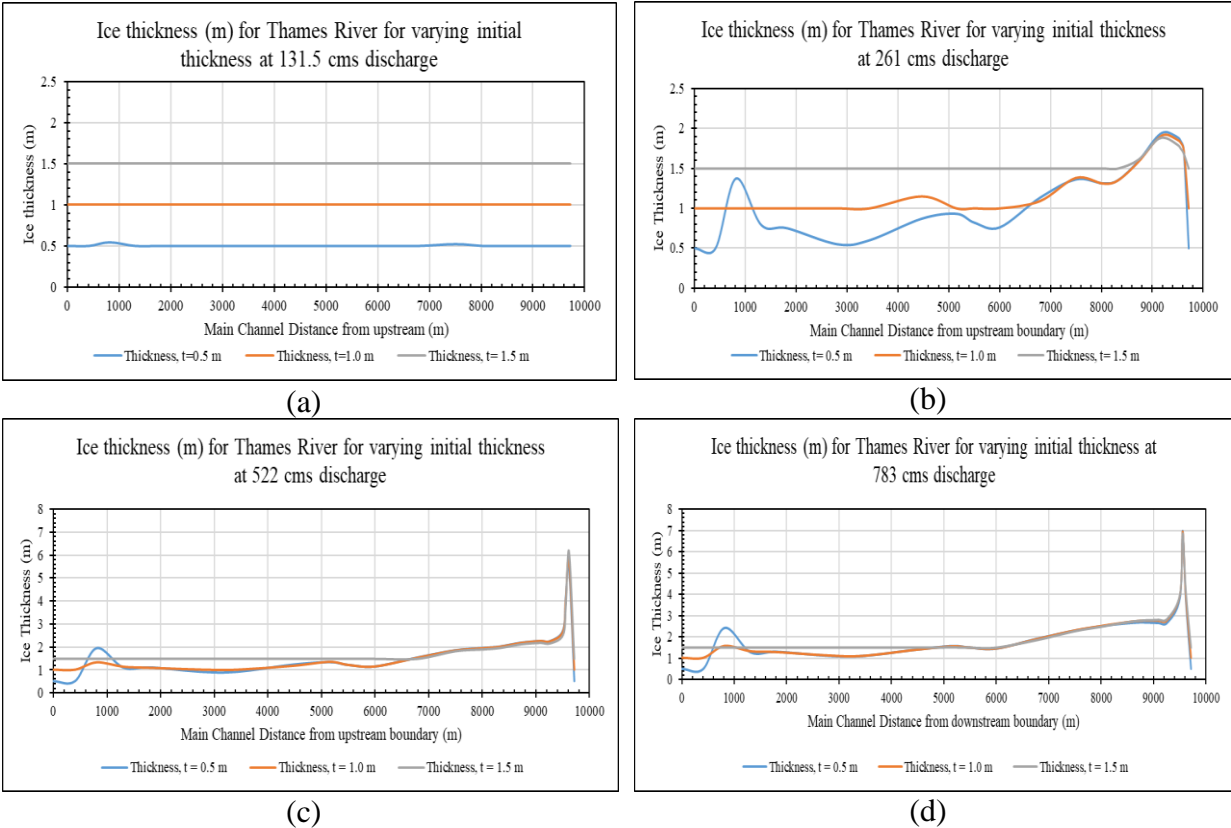 Ice thickness (m) for Thames River for varying initial
thickness at 131.5 cms discharge
Ice thickness (m)
2.5
2
1.5
1
0.5
0
0 1000 2000 3000 4000 5000 6000 7000 8000 9000 10000
Main Channel Distance from upstream (m)
Thickness, t=0.5 m Thickness, t=1.0 m Thickness, t= 1.5 m
(a)
Ice thickness (m) for Thames River for varying initial thickness
at 261 cms discharge
Ice Thickness (m)
2.5
2
1.5
1
0.5
0
0 1000 2000 3000 4000 5000 6000 7000 8000 9000 10000
Main Channel Distance from upstream boundary (m)
Thickness, t= 0.5 m Thickness, t= 1.0 m Thickness, t= 1.5 m
(b)
Ice thickness (m) for Thames River for varying initial thickness
at 522 cms discharge
Ice Thickness (m)
8
7
6
5
4
3
2
1
0
0 1000 2000 3000 4000 5000 6000 7000 8000 9000 10000
Main Channel Distance from upstream boundary (m)
Thickness, t = 0.5 m Thickness, t = 1.0 m Thickness, t = 1.5 m
(c)
Ice thickness (m) for Thames River for varying initial thickness at
783 cms discharge
Ice Thickness (m)
8
7
6
5
4
3
2
1
0
0 1000 2000 3000 4000 5000 6000 7000 8000 9000 10000
Main Channel Distance from downstream boundary (m)
Thickness, t = 0.5 m Thickness, t = 1.0 m Thickness, t = 1.5 m
(d)